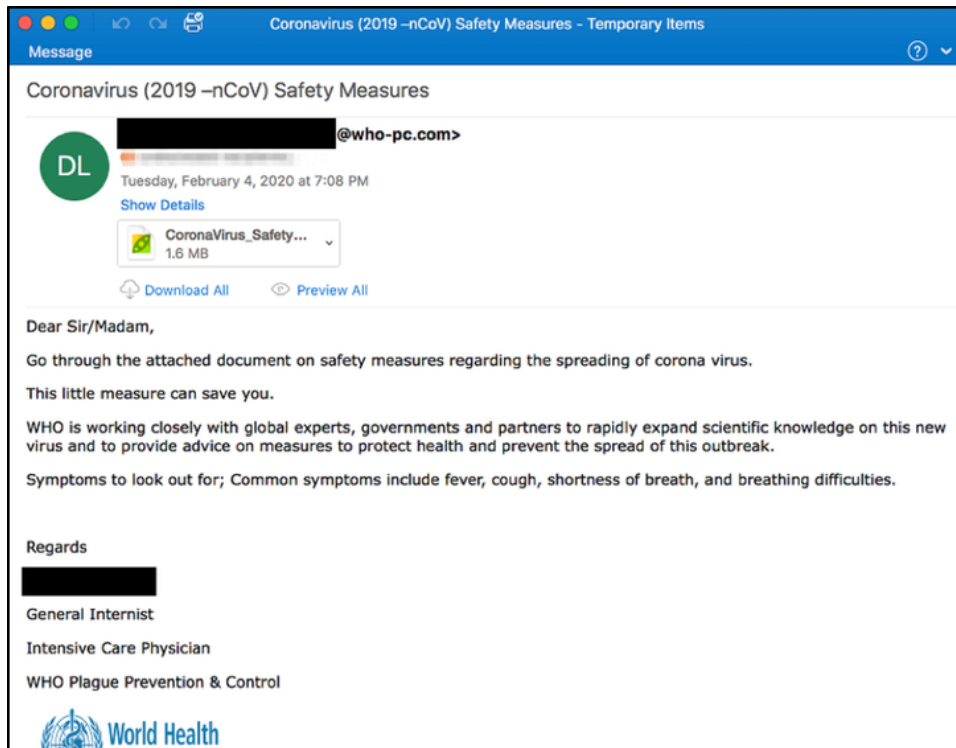 Coronavirus (2019 –nCoV) Safety Measures - Temporary Items
Message
Coronavirus (2019 –nCoV) Safety Measures
@who-pc.com>
DL
Tuesday, February 4, 2020 at 7:08 PM
Show Details
CoronaVirus_Safety...
1.6 MB
Download All Preview All
Dear Sir/Madam,
Go through the attached document on safety measures regarding the spreading of corona virus.
This little measure can save you.
WHO is working closely with global experts, governments and partners to rapidly expand scientific knowledge on this new
virus and to provide advice on measures to protect health and prevent the spread of this outbreak.
Symptoms to look out for; Common symptoms include fever, cough, shortness of breath, and breathing difficulties.
Regards
General Internist
Intensive Care Physician
WHO Plague Prevention & Control
World Health